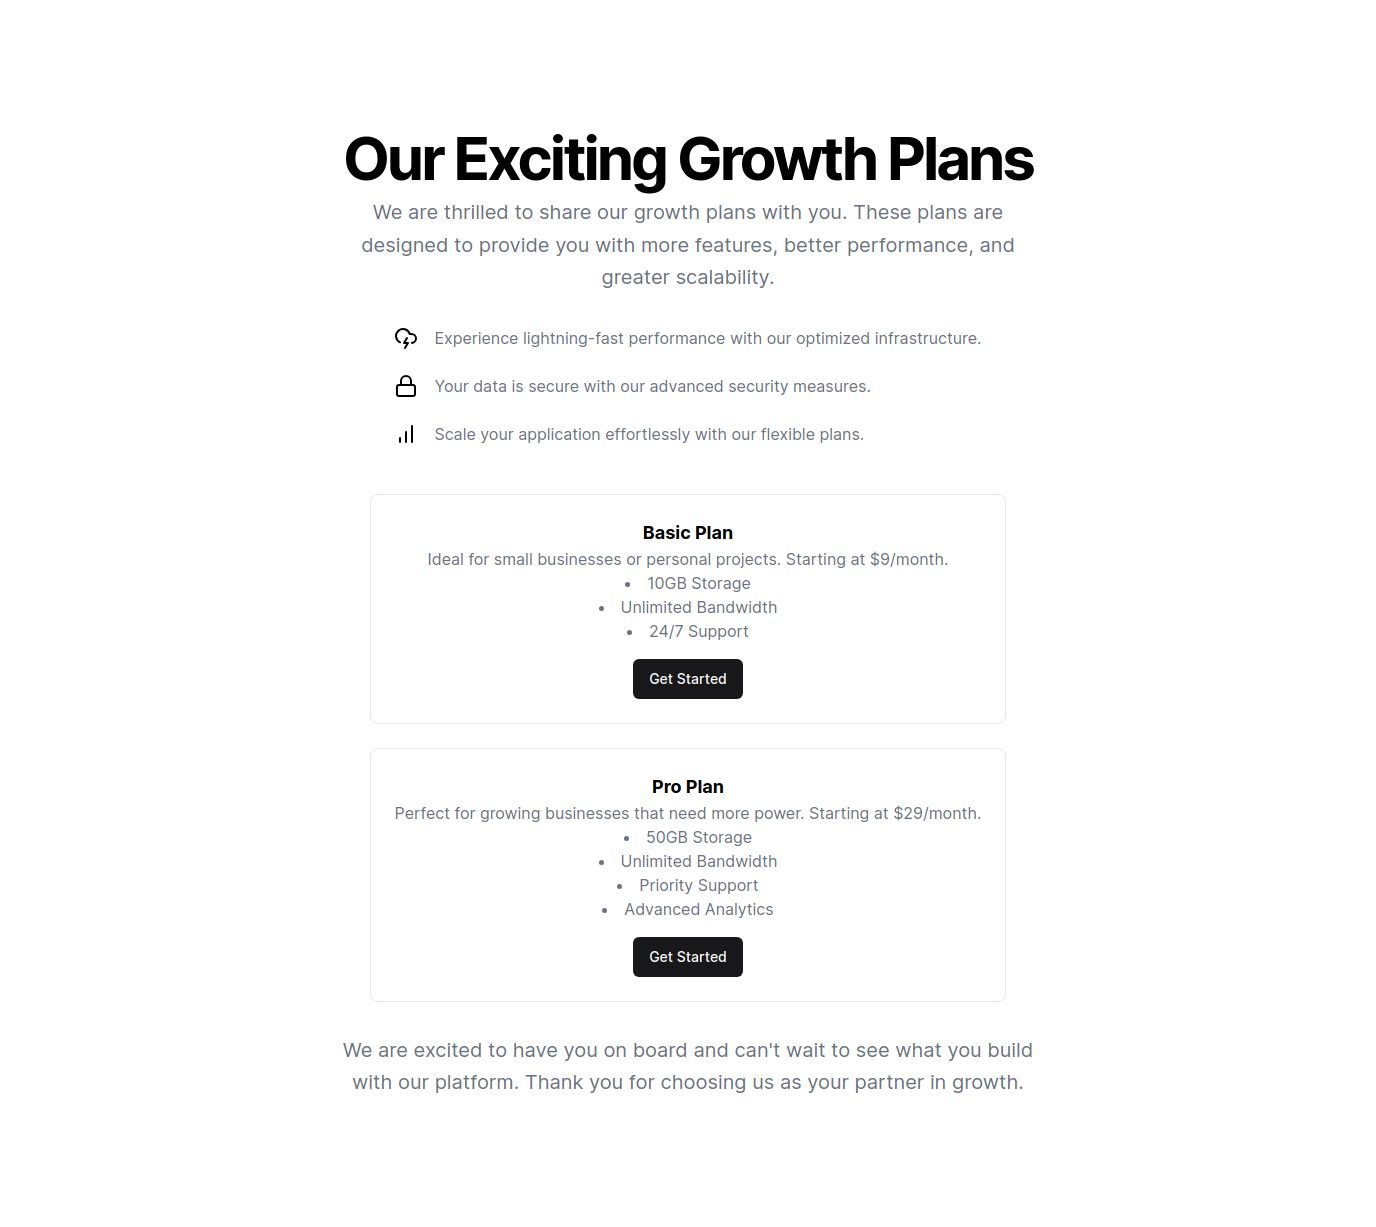 Our Exciting Growth Plans
We are thrilled to share our growth plans with you. These plans are
designed to provide you with more features, better performance, and
greater scalability.
Experience lightning-fast performance with our optimized infrastructure.
Your data is secure with our advanced security measures.
Scale your application effortlessly with our flexible plans.
Basic Plan
Ideal for small businesses or personal projects. Starting at $9/month.
• 10GB Storage
• Unlimited Bandwidth
• 24/7 Support
Get Started
Pro Plan
Perfect for growing businesses that need more power. Starting at $29/month.
• 50GB Storage
• Unlimited Bandwidth
• Priority Support
• Advanced Analytics
Get Started
We are excited to have you on board and can't wait to see what you build
with our platform. Thank you for choosing us as your partner in growth.